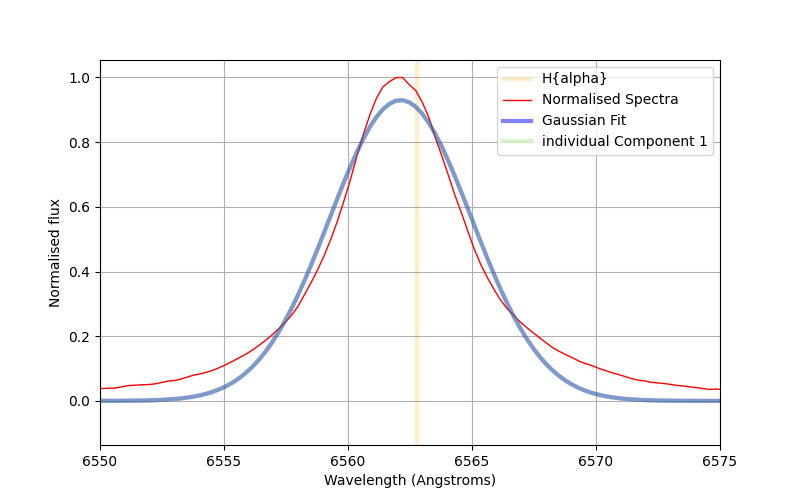 1.0
0.8
0.6
0.4
0.2
0.0
Normalised flux
H{alpha}
Normalised Spectra
Gaussian Fit
individual Component 1
6550 6555 6560 6565 6570 6575
Wavelength (Angstroms)